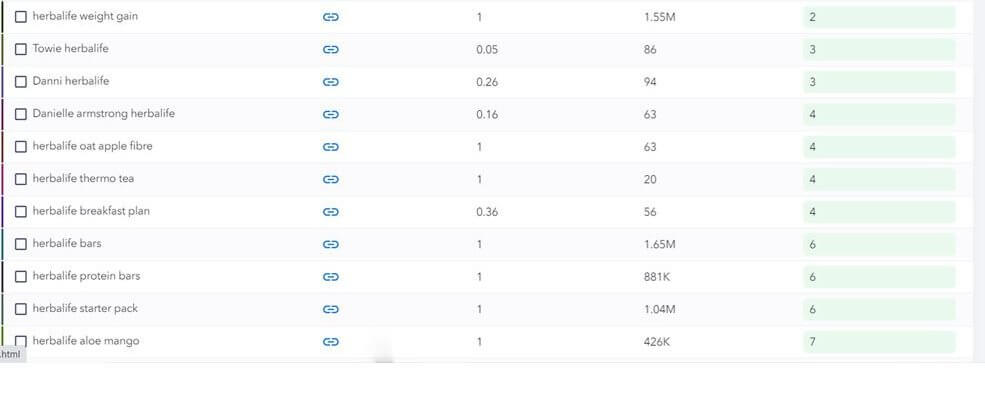 herbalife weight gain 1 1.55M 2
Towie herbalife 0.05 86 3
Danni herbalife 0.26 94 3
Danielle armstrong herbalife 0.16 63 4
herbalife oat apple fibre 1 63 4
herbalife thermo tea 1 20 4
herbalife breakfast plan 0.36 56 4
herbalife bars 1 1.65M 6
herbalife protein bars 1 881K 6
herbalife starter pack 1 1.04M 6
herbalife aloe mango 1 426K 7
.html